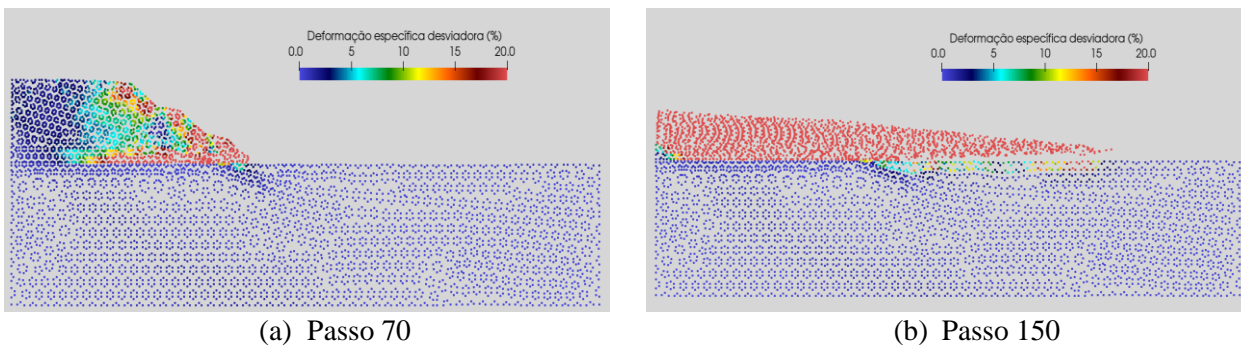 Deformação específica desviadora (%)
0.0 5 10 15 20.0
Deformação específica desviadora (%)
0.0 5 10 15 20.0
(a) Passo 70
(b) Passo 150